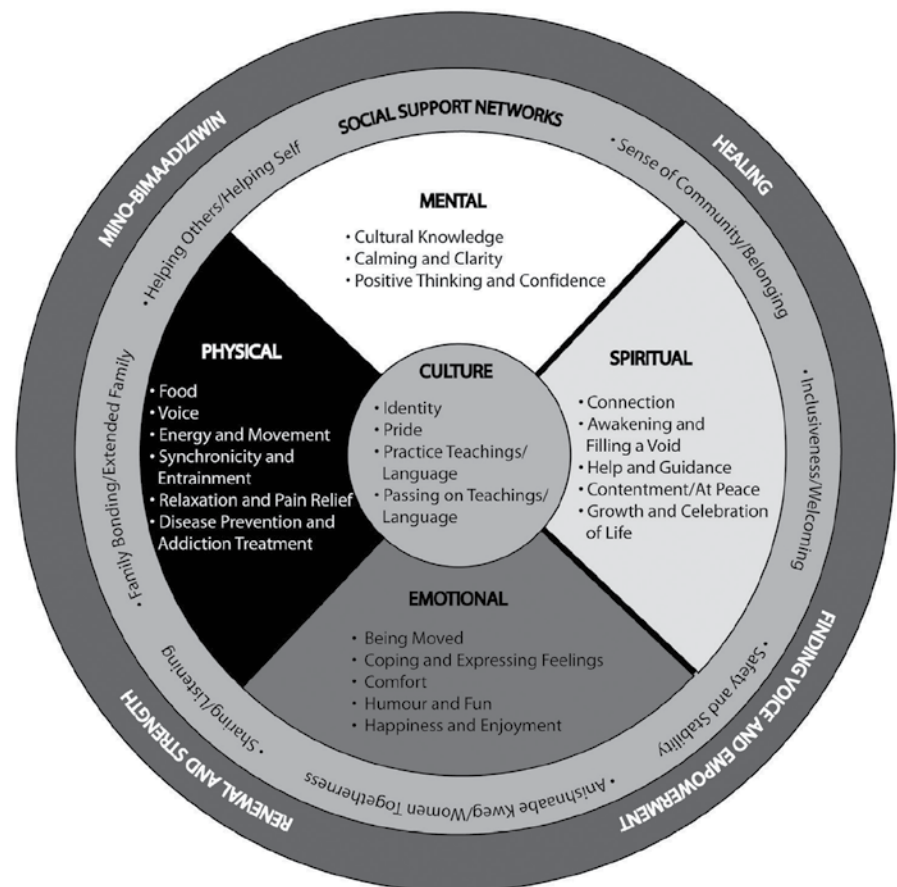 MINO-BIMAADIZIWIN
HEALING
FINDING VOICE AND EMPOWERMENT
RENEWAL AND STRENGTH
SOCIAL SUPPORT NETWORKS
• Sense of Community/Belonging
• Inclusiveness/Welcoming
• Safety and Stability
• Anishnaabe Kweg/Women Togetherness
• Sharing/Listening
• Family Bonding/Extended Family
• Helping Others/Helping Self
MENTAL
• Cultural Knowledge
• Calming and Clarity
• Positive Thinking and Confidence
SPIRITUAL
• Connection
• Awakening and
Filling a Void
• Help and Guidance
• Contentment/At Peace
• Growth and Celebration
of Life
EMOTIONAL
• Being Moved
• Coping and Expressing Feelings
• Comfort
• Humour and Fun
• Happiness and Enjoyment
PHYSICAL
• Food
• Voice
• Energy and Movement
• Synchronicity and
Entrainment
• Relaxation and Pain Relief
• Disease Prevention and
Addiction Treatment
CULTURE
• Identity
• Pride
• Practice Teachings/
Language
• Passing on Teachings/
Language